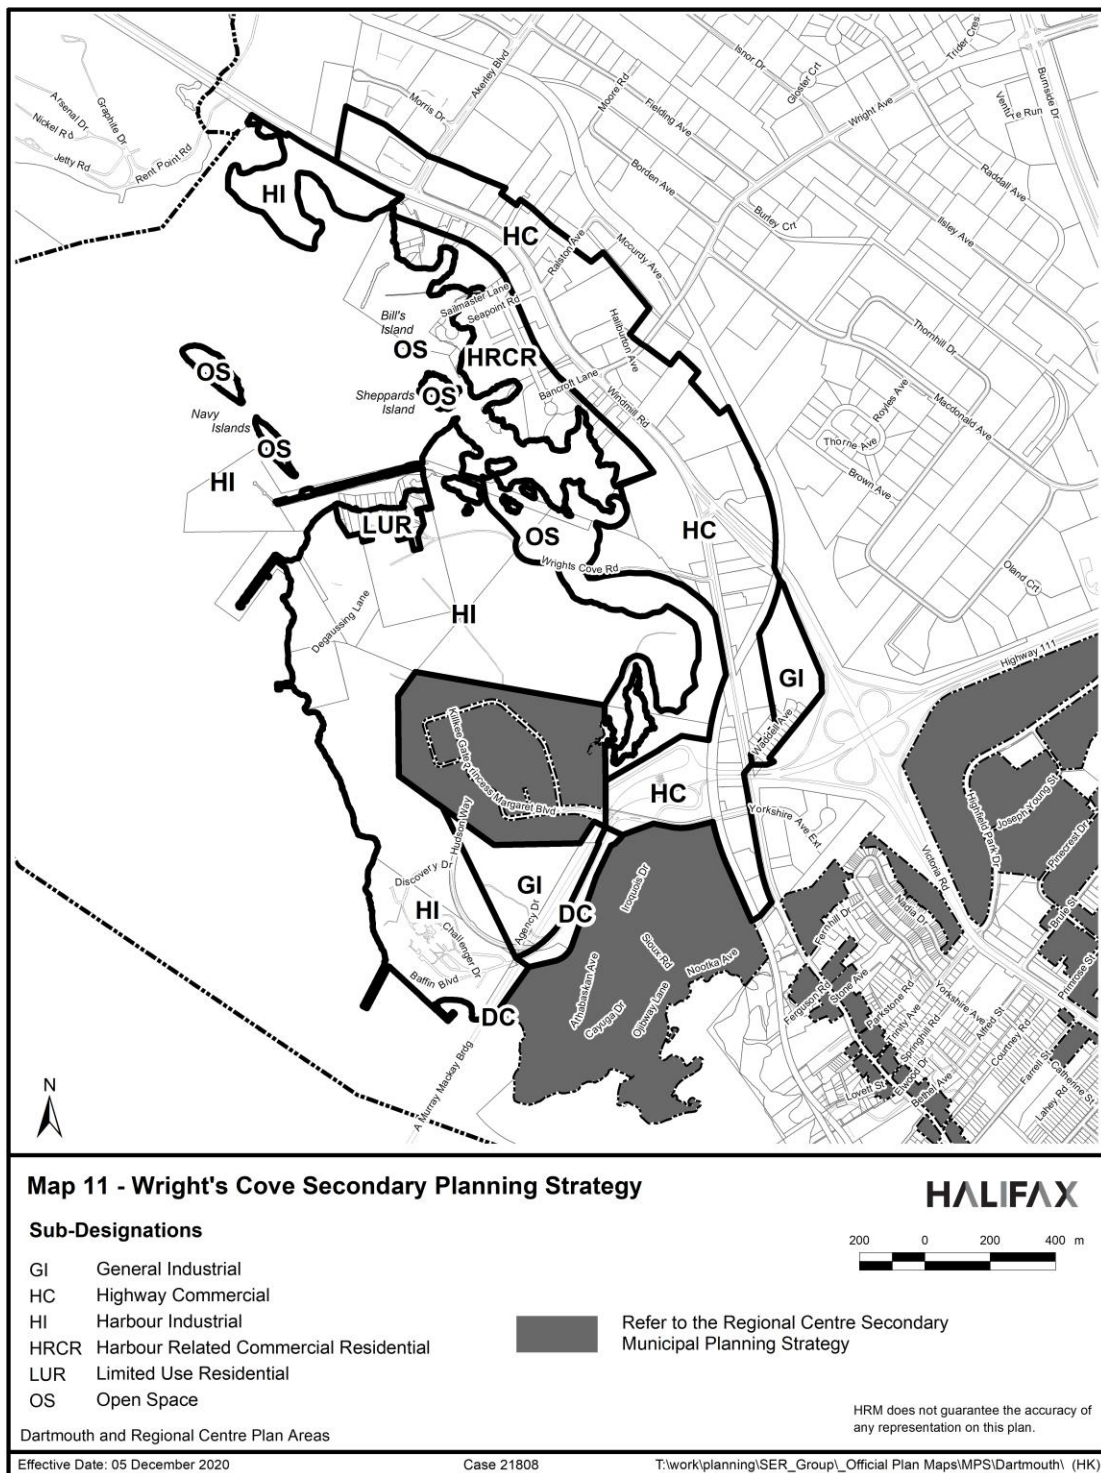 Trider Cres
Isnor Dr
Gloster Crt
Burnside Dr
Akerley Blvd
Moore Rd
Fielding Ave
Wright Ave
Morris Dr
Arsenal Dr
Graphite Dr
Nickel R
Jetty Rd
Rent Point Rd
Borden Ave
Raddall Ave
Ilsley Ave
Burley Crt
HI
HC
Ralston Ave
Mccurdy Ave
Sailmaster Lane
Seapoint Rd
Bill's
Island
OS
HRCR
Haliburton Ave
Thornhill Dr
Bancroft Lane
Windmill Rd
Macdonald Ave
Royles Ave
OS
Sheppards
Island
OS
Navy
Islands
OS
Thorne Ave
Brown Ave
HI
LUR
OS
HC
Wrights Cove Rd
Oland Crt
Degaussing Lane
HI
Highway 111
GI
Waddell Ave
Killkee Gate
Princess Margaret Blvd
HC
Yorkshire Ave Ext
Highfield Park Dr
Joseph Young St
Pinecrest Dr
Victoria Rd
Brule St
Primrose St
Hudson Way
Discovery Dr
GI
HI
DC
Agency Dr
Challenger Dr
Baffin Blvd
DC
Iroquois Dr
Sioux Rd
Nootka Ave
Athabaskan Ave
Cayuga Dr
Ojibway Lane
Fernhill Dr
Nadia Dr
Ferguson Rd
Stone Ave
Parkstone Rd
Trinity Ave
Springhill Rd
Yorkshire Ave
Alfred St
Courtney Rd
Farrell St
Catherine St
Lahey Rd
Lovett St
Elwood Dr
Bethel Ave
A Murray Mackay Brdg
N
Map 11 - Wright's Cove Secondary Planning Strategy
HALIFAX
Sub-Designations
200 0 200 400 m
GI General Industrial
HC Highway Commercial
HI Harbour Industrial
HRCR Harbour Related Commercial Residential
LUR Limited Use Residential
OS Open Space
Refer to the Regional Centre Secondary
Municipal Planning Strategy
HRM does not guarantee the accuracy of
any representation on this plan.
Dartmouth and Regional Centre Plan Areas
Effective Date: 05 December 2020
Case 21808
T:\work\planning\SER_Group\_Official Plan Maps\MPS\Dartmouth\ (HK)